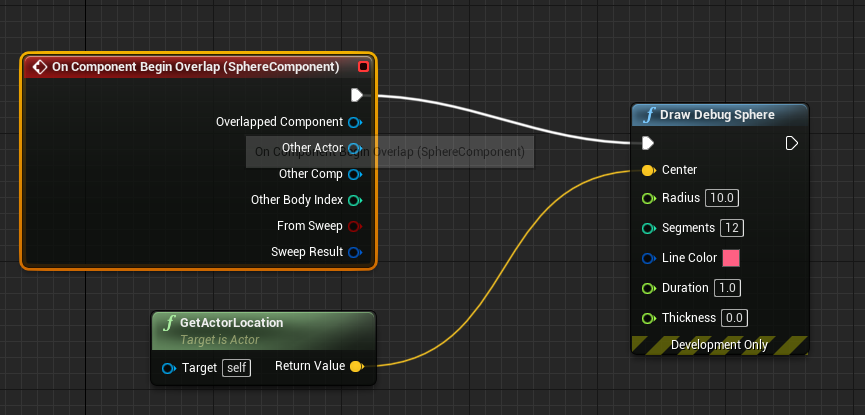 On Component Begin Overlap (SphereComponent)
Overlapped Component
Other Actor
On Component Begin Overlap (SphereComponent)
Other Comp
Other Body Index
From Sweep
Sweep Result
f GetActorLocation
Target is Actor
Target self Return Value
f Draw Debug Sphere
Center
Radius 10.0
Segments 12
Line Color
Duration 1.0
Thickness 0.0
Development Only